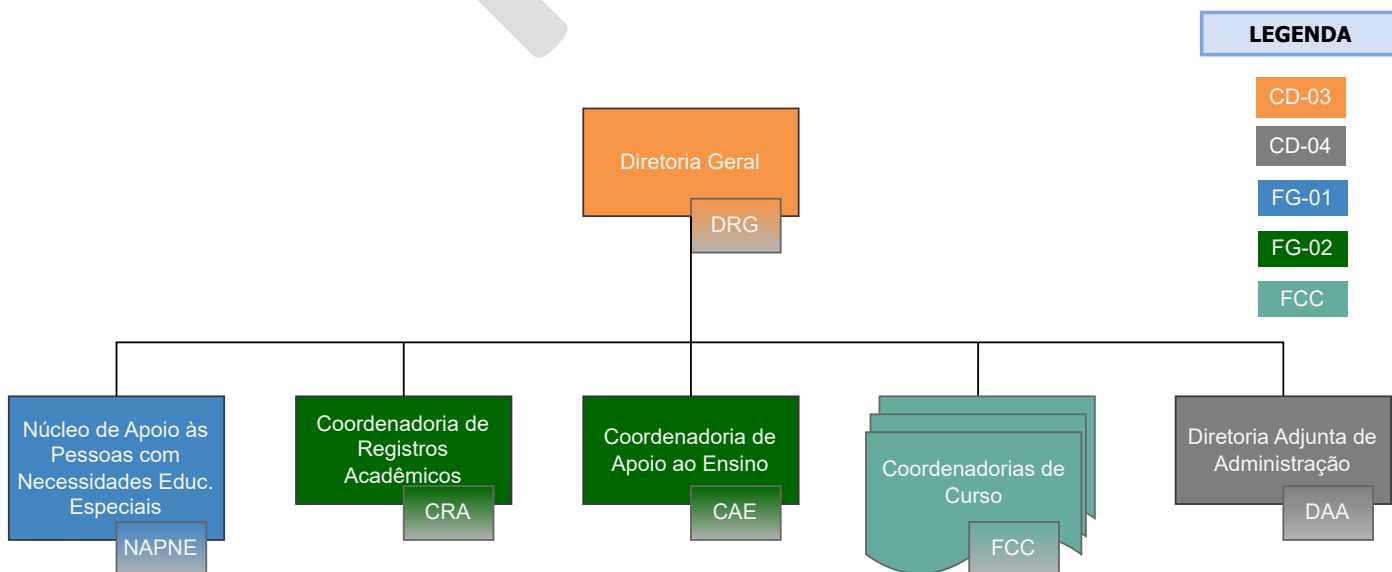 LEGENDA
CD-03
CD-04
FG-01
FG-02
FCC
Diretoria Geral
DRG
Núcleo de Apoio às
Pessoas com
Necessidades Educ.
Especiais
NAPNE
Coordenadoria de
Registros
Acadêmicos
CRA
Coordenadoria de
Apoio ao Ensino
CAE
Coordenadorias de
Curso
FCC
Diretoria Adjunta de
Administração
DAA